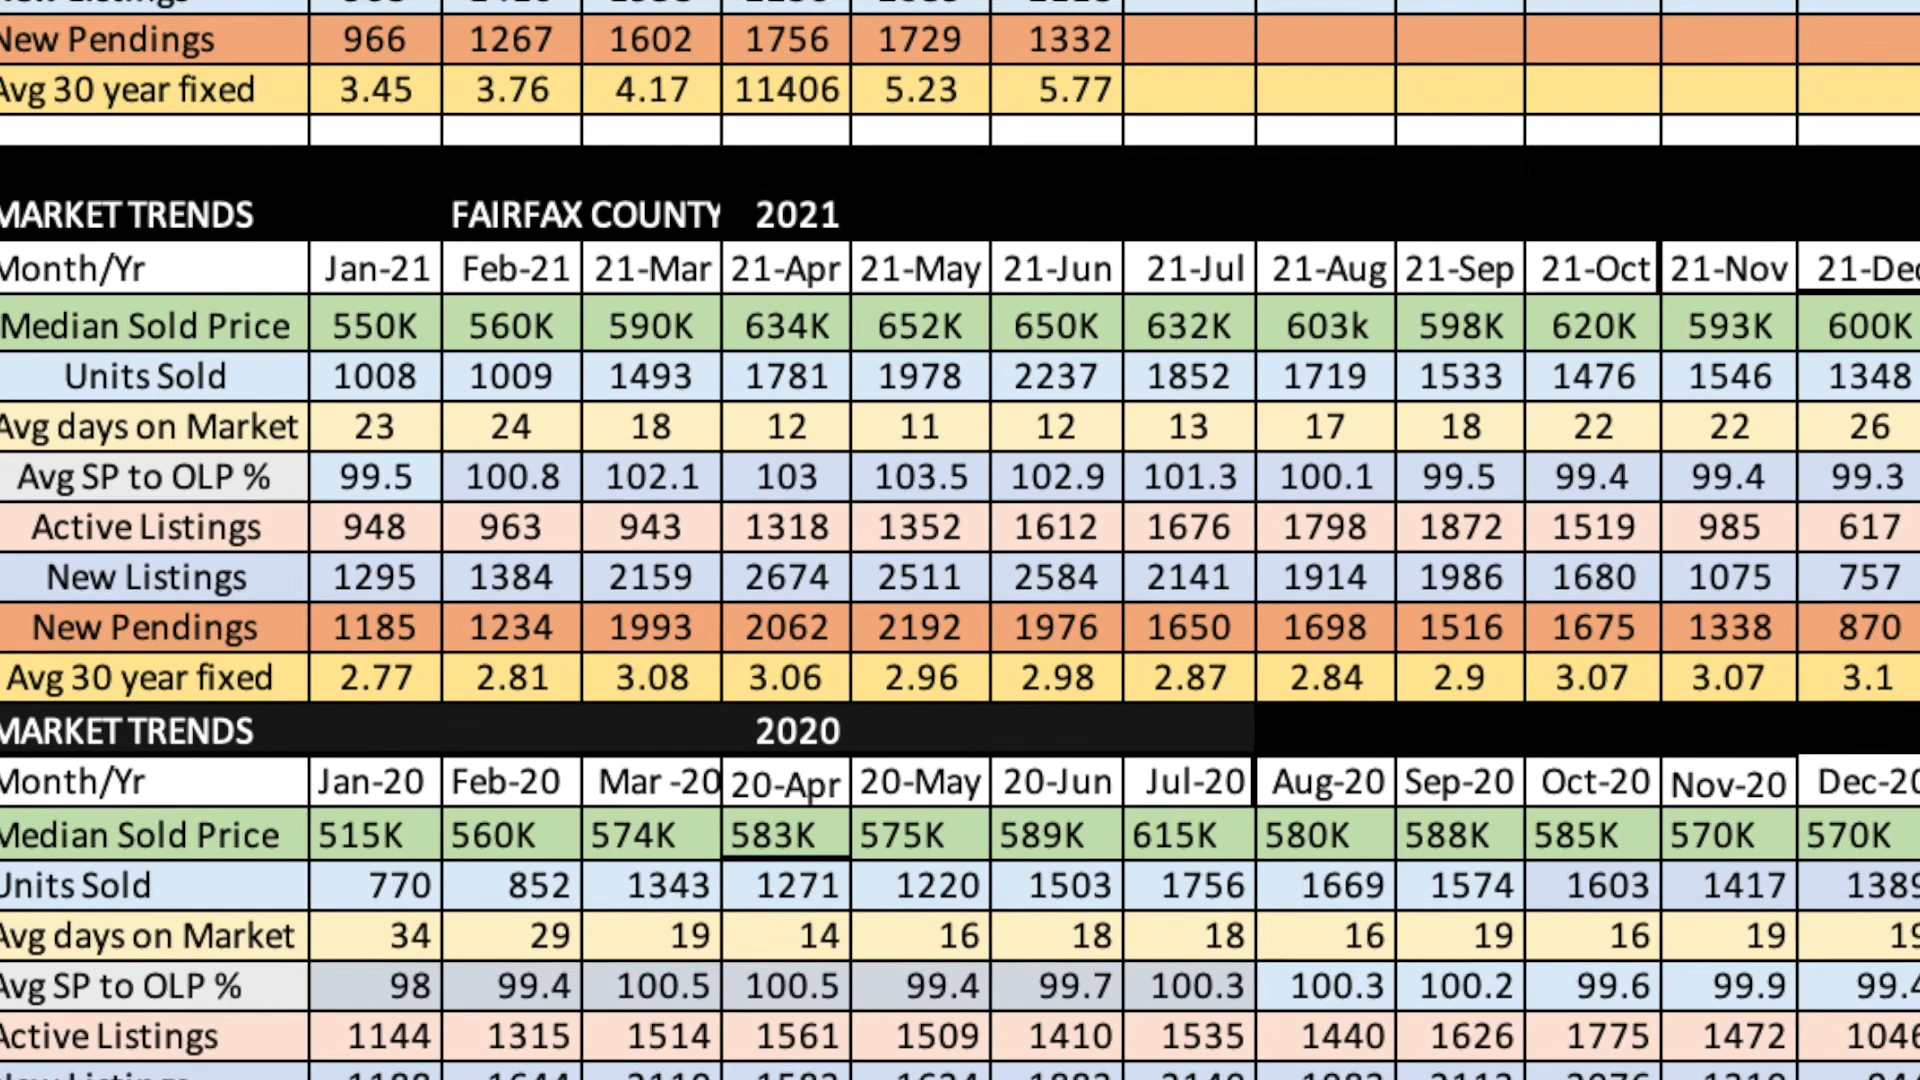 New Pendings 966 1267 1602 1756 1729 1332
Avg 30 year fixed 3.45 3.76 4.17 11406 5.23 5.77
MARKET TRENDS FAIRFAX COUNTY 2021
Month/Yr Jan-21 Feb-21 21-Mar 21-Apr 21-May 21-Jun 21-Jul 21-Aug 21-Sep 21-Oct 21-Nov 21-Dec
Median Sold Price 550K 560K 590K 634K 652K 650K 632K 603k 598K 620K 593K 600K
Units Sold 1008 1009 1493 1781 1978 2237 1852 1719 1533 1476 1546 1348
Avg days on Market 23 24 18 12 11 12 13 17 18 22 22 26
Avg SP to OLP % 99.5 100.8 102.1 103 103.5 102.9 101.3 100.1 99.5 99.4 99.4 99.3
Active Listings 948 963 943 1318 1352 1612 1676 1798 1872 1519 985 617
New Listings 1295 1384 2159 2674 2511 2584 2141 1914 1986 1680 1075 757
New Pendings 1185 1234 1993 2062 2192 1976 1650 1698 1516 1675 1338 870
Avg 30 year fixed 2.77 2.81 3.08 3.06 2.96 2.98 2.87 2.84 2.9 3.07 3.07 3.1
MARKET TRENDS 2020
Month/Yr Jan-20 Feb-20 Mar -20 20-Apr 20-May 20-Jun Jul-20 Aug-20 Sep-20 Oct-20 Nov-20 Dec-20
Median Sold Price 515K 560K 574K 583K 575K 589K 615K 580K 588K 585K 570K 570K
Units Sold 770 852 1343 1271 1220 1503 1756 1669 1574 1603 1417 1389
Avg days on Market 34 29 19 14 16 18 18 16 19 16 19 19
Avg SP to OLP % 98 99.4 100.5 100.5 99.4 99.7 100.3 100.3 100.2 99.6 99.9 99.4
Active Listings 1144 1315 1514 1561 1509 1410 1535 1440 1626 1775 1472 1046